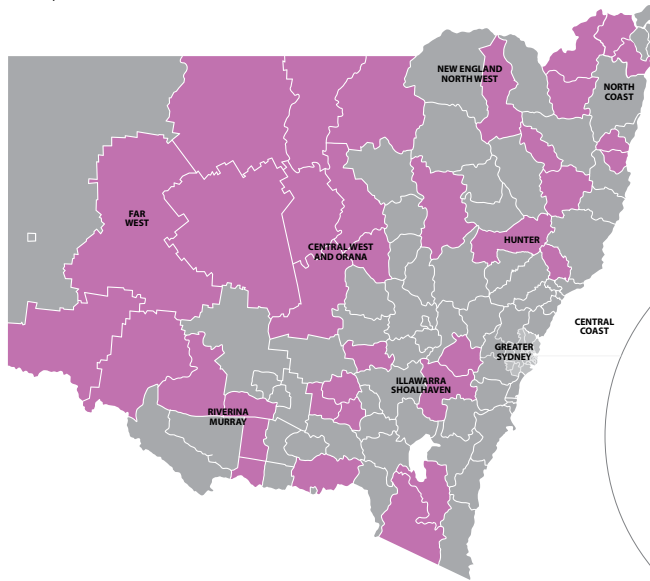 NEW ENGLAND
NORTH WEST
NORTH
COAST
FAR
WEST
CENTRAL WEST
AND ORANA
HUNTER
CENTRAL
COAST
GREATER
SYDNEY
ILLAWARRA
SHOALHAVEN
RIVERINA
MURRAY